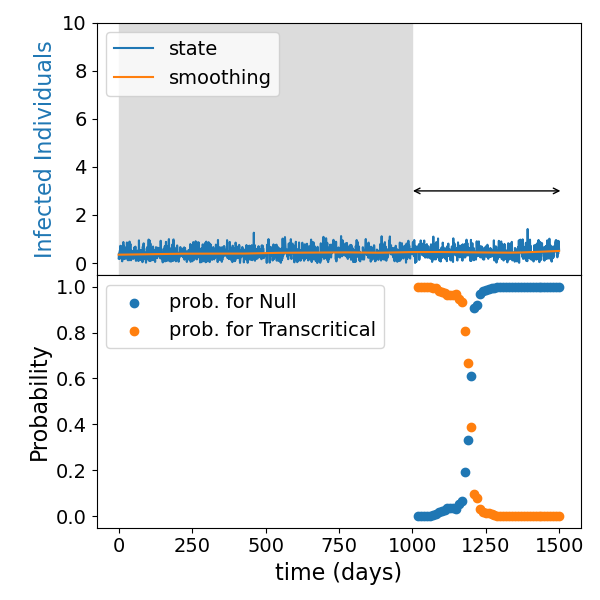 Infected Individuals
10
8
6
4
2
0
state
smoothing
Probability
1.0
0.8
0.6
0.4
0.2
0.0
prob. for Null
prob. for Transcritical
0 250 500 750 1000 1250 1500
time (days)